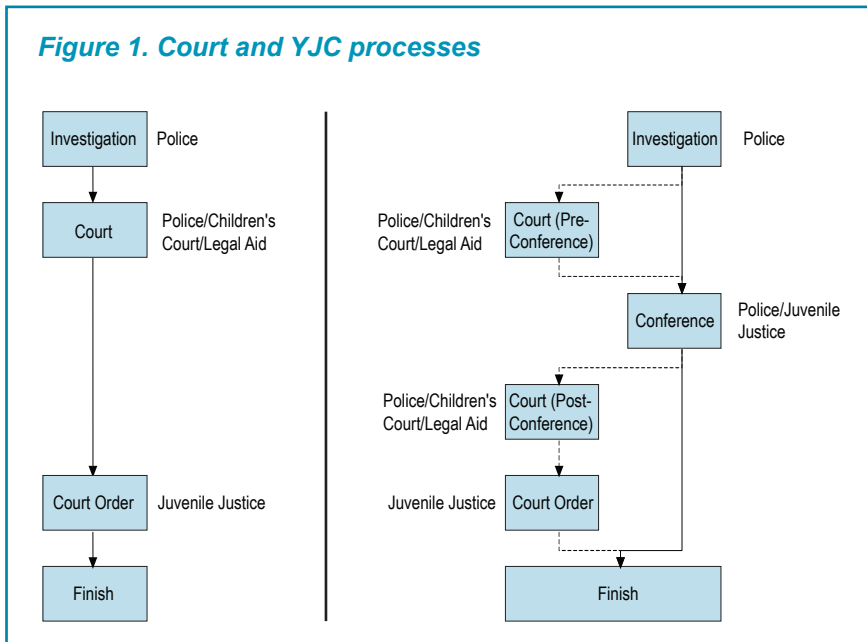 Figure 1. Court and YJC processes
Investigation
Police
Court
Police/Children's
Court/Legal Aid
Court Order
Juvenile Justice
Finish
Investigation
Police
Police/Children's
Court/Legal Aid
Court (Pre-
Conference)
Conference
Police/Juvenile
Justice
Police/Children's
Court/Legal Aid
Court (Post-
Conference)
Juvenile Justice
Court Order
Finish